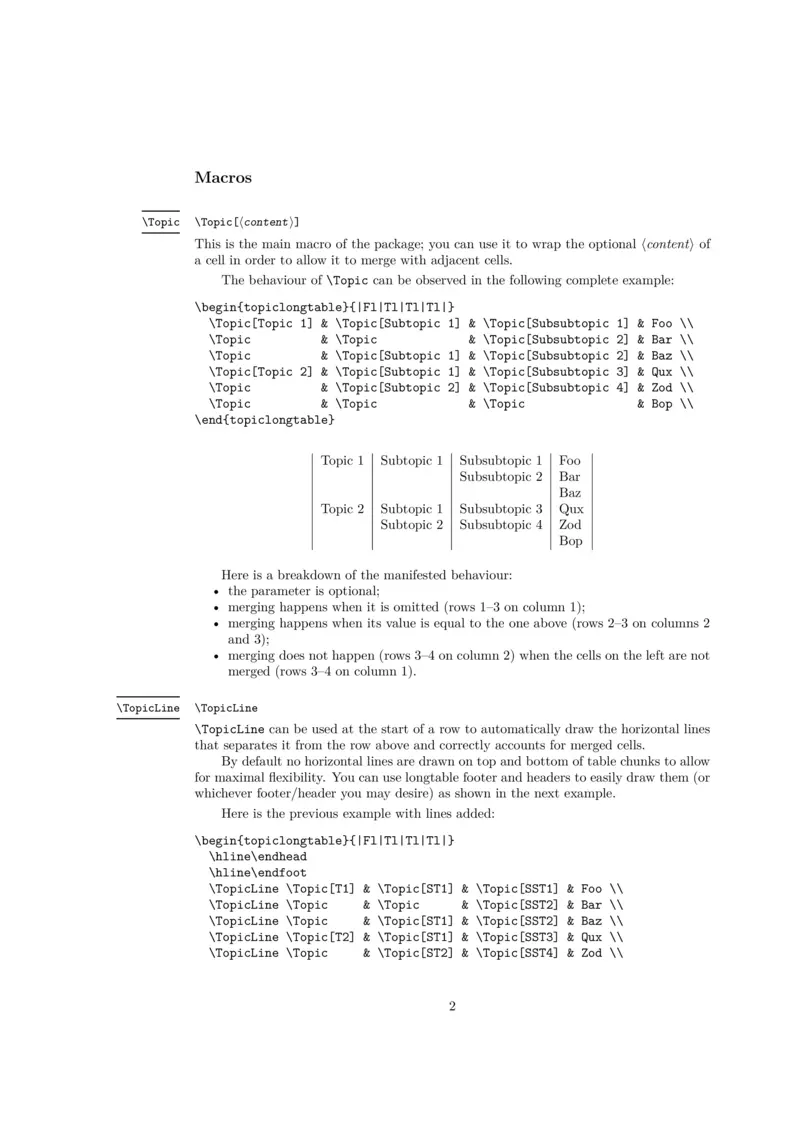 Macros
\Topic \Topic[⟨content⟩]
This is the main macro of the package; you can use it to wrap the optional ⟨content⟩ of
a cell in order to allow it to merge with adjacent cells.
The behaviour of \Topic can be observed in the following complete example:
\begin{topiclongtable}{|Fl|Tl|Tl|Tl|}
\Topic[Topic 1] & \Topic[Subtopic 1] & \Topic[Subsubtopic 1] & Foo \\
\Topic & \Topic & \Topic[Subsubtopic 2] & Bar \\
\Topic & \Topic[Subtopic 1] & \Topic[Subsubtopic 2] & Baz \\
\Topic[Topic 2] & \Topic[Subtopic 1] & \Topic[Subsubtopic 3] & Qux \\
\Topic & \Topic[Subtopic 2] & \Topic[Subsubtopic 4] & Zod \\
\Topic & \Topic & \Topic & Bop \\
\end{topiclongtable}
Topic 1 Subtopic 1 Subsubtopic 1 Foo
Subsubtopic 2 Bar
Baz
Topic 2 Subtopic 1 Subsubtopic 3 Qux
Subtopic 2 Subsubtopic 4 Zod
Bop
Here is a breakdown of the manifested behaviour:
• the parameter is optional;
• merging happens when it is omitted (rows 1–3 on column 1);
• merging happens when its value is equal to the one above (rows 2–3 on columns 2
and 3);
• merging does not happen (rows 3–4 on column 2) when the cells on the left are not
merged (rows 3–4 on column 1).
\TopicLine \TopicLine
\TopicLine can be used at the start of a row to automatically draw the horizontal lines
that separates it from the row above and correctly accounts for merged cells.
By default no horizontal lines are drawn on top and bottom of table chunks to allow
for maximal flexibility. You can use longtable footer and headers to easily draw them (or
whichever footer/header you may desire) as shown in the next example.
Here is the previous example with lines added:
\begin{topiclongtable}{|Fl|Tl|Tl|Tl|}
\hline\endhead
\hline\endfoot
\TopicLine \Topic[T1] & \Topic[ST1] & \Topic[SST1] & Foo \\
\TopicLine \Topic & \Topic & \Topic[SST2] & Bar \\
\TopicLine \Topic & \Topic[ST1] & \Topic[SST2] & Baz \\
\TopicLine \Topic[T2] & \Topic[ST1] & \Topic[SST3] & Qux \\
\TopicLine \Topic & \Topic[ST2] & \Topic[SST4] & Zod \\
2